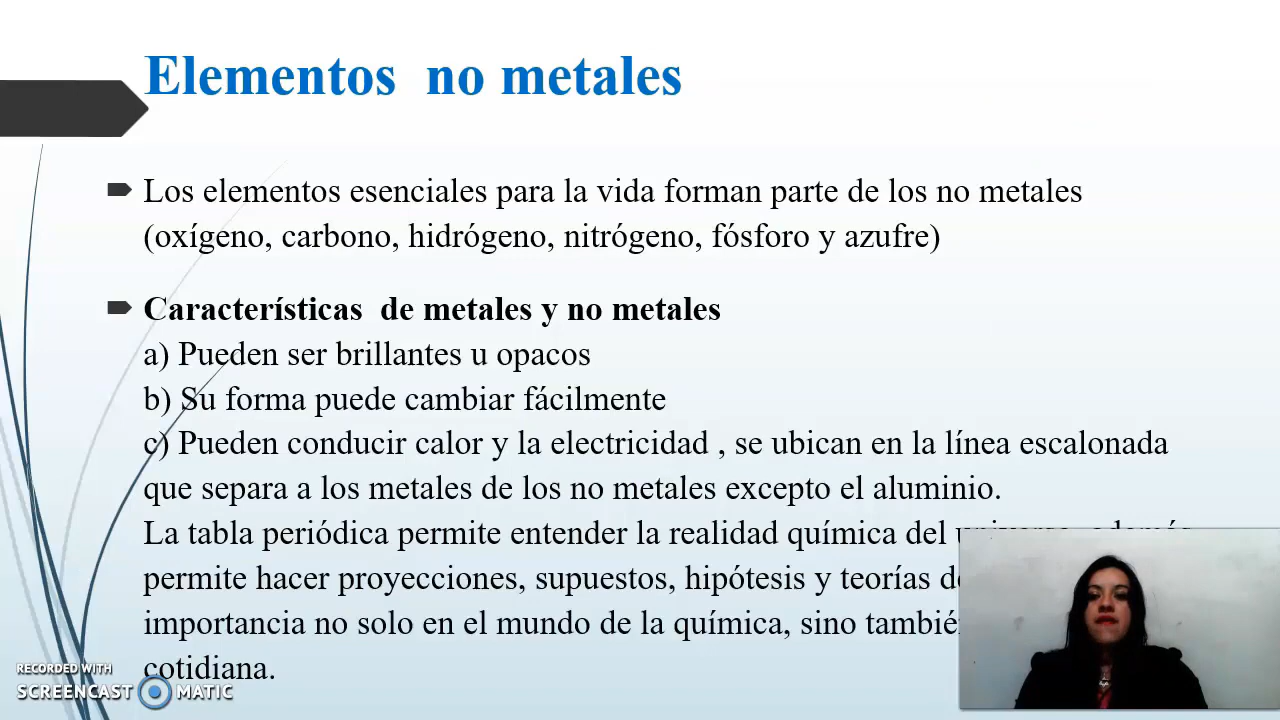 Elementos no metales
Los elementos esenciales para la vida forman parte de los no metales
(oxígeno, carbono, hidrógeno, nitrógeno, fósforo y azufre)
Características de metales y no metales
a) Pueden ser brillantes u opacos
b) Su forma puede cambiar fácilmente
c) Pueden conducir calor y la electricidad , se ubican en la línea escalonada
que separa a los metales de los no metales excepto el aluminio.
La tabla periódica permite entender la realidad química del
permite hacer proyecciones, supuestos, hipótesis y teorías
importancia no solo en el mundo de la química, sino
cotidiana.
RECORDED WITH
SCREENCAST MATIC